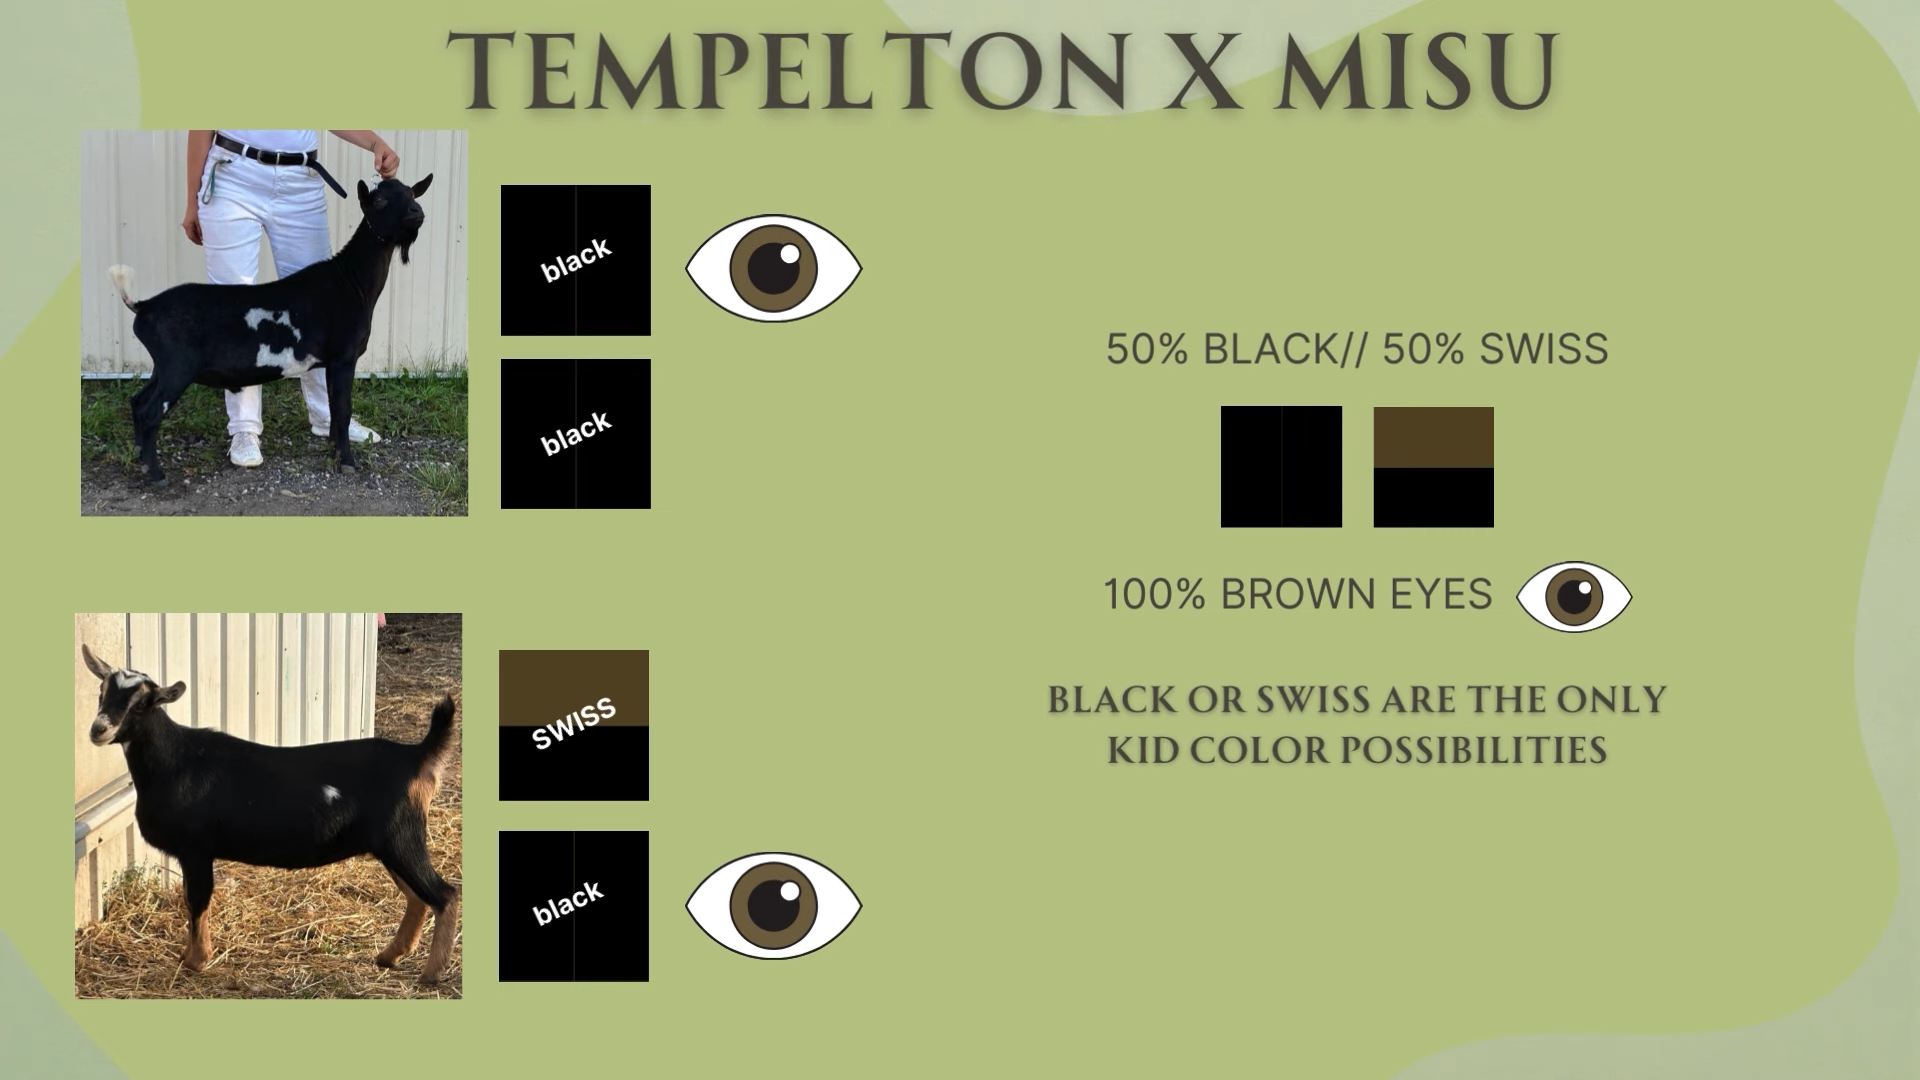 TEMPELTON X MISU
black
black
50% BLACK// 50% SWISS
100% BROWN EYES
BLACK OR SWISS ARE THE ONLY
KID COLOR POSSIBILITIES
SWISS
black